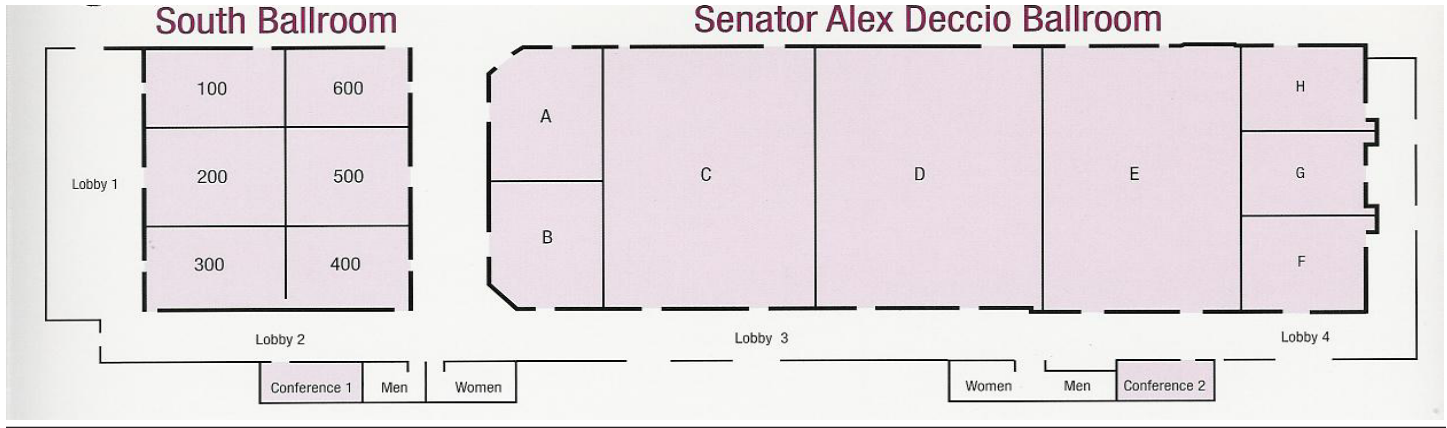 South Ballroom
Senator Alex Deccio Ballroom
100
600
200
500
300
400
Lobby 1
A
B
C
D
E
H
G
F
Lobby 2
Lobby 3
Lobby 4
Conference 1
Men
Women
Women
Men
Conference 2